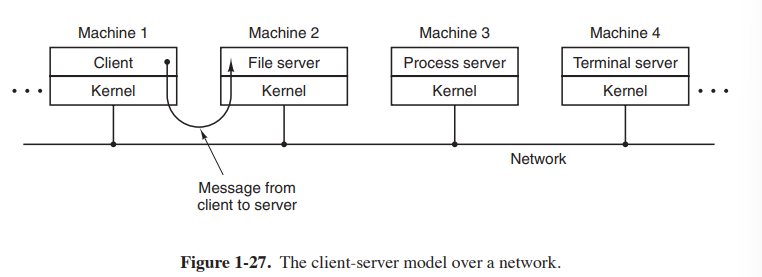 Machine 1 Machine 2 Machine 3 Machine 4
Client File server Process server Terminal server
... Kernel Kernel Kernel Kernel ...
Network
Message from
client to server
Figure 1-27. The client-server model over a network.